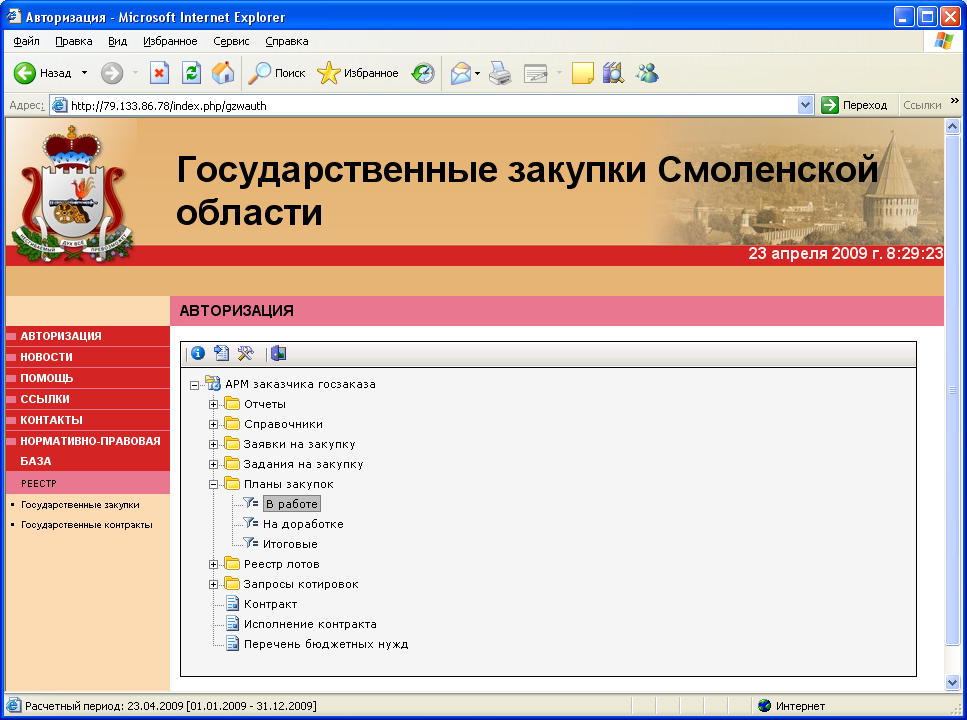 Авторизация - Microsoft Internet Explorer
Файл Правка Вид Избранное Сервис Справка
Назад Поиск Избранное
Адрес: http://79.133.86.78/index.php/gzwauth Переход Ссылки »
Государственные закупки Смоленской
области
23 апреля 2009 г. 8:29:23
АВТОРИЗАЦИЯ
АВТОРИЗАЦИЯ
НОВОСТИ
ПОМОЩЬ
ССЫЛКИ
КОНТАКТЫ
НОРМАТИВНО-ПРАВОВАЯ
БАЗА
РЕЕСТР
Государственные закупки
Государственные контракты
АРМ заказчика госзаказа
Отчеты
Справочники
Заявки на закупку
Задания на закупку
Планы закупок
В работе
На доработке
Итоговые
Реестр лотов
Запросы котировок
Контракт
Исполнение контракта
Перечень бюджетных нужд
Расчетный период: 23.04.2009 [01.01.2009 - 31.12.2009] Интернет